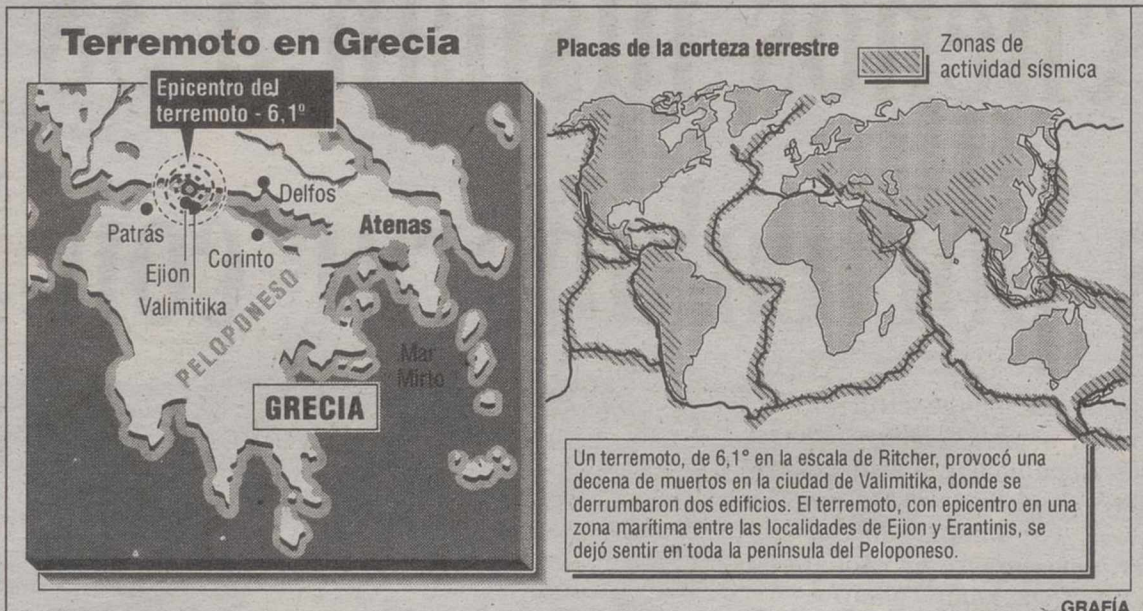 Terremoto en Grecia
Epicentro del
terremoto - 6,1º
Delfos
Patrás
Atenas
Ejion
Corinto
Valimitika
PELOPONESO
Mar
Mirto
GRECIA
Placas de la corteza terrestre
Zonas de
actividad sísmica
Un terremoto, de 6,1° en la escala de Ritcher, provocó una
decena de muertos en la ciudad de Valimitika, donde se
derrumbaron dos edificios. El terremoto, con epicentro en una
zona marítima entre las localidades de Ejion y Erantinis, se
dejó sentir en toda la península del Peloponeso.
GRAFÍA